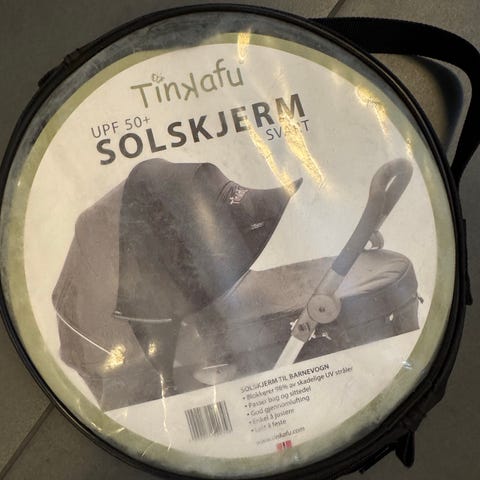 Tinkafu
UPF 50+
SOLSKJERM
SVART
SOLSKJERM TIL BARNEVOGN
• Blokkerer 98% av skadelige UV stråler
• Passer bag og sittedel
• God gjennomlufting
• Enkel å justere
• Lett å feste
www.tinkafu.com